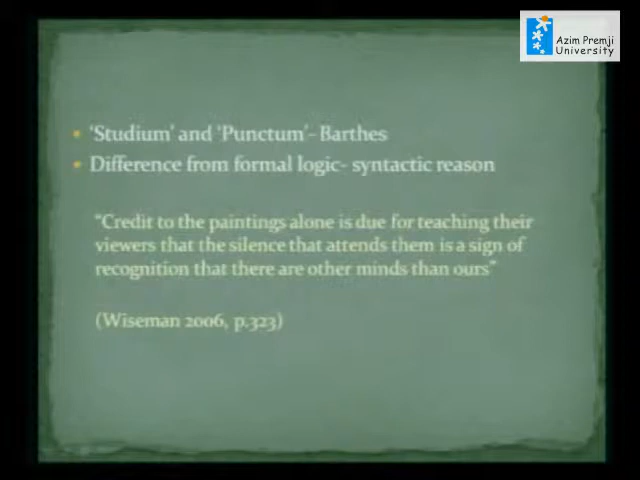 Azim Premji
University
• 'Studium' and 'Punctum'- Barthes
• Difference from formal logic- syntactic reason
"Credit to the paintings alone is due for teaching their
viewers that the silence that attends them is a sign of
recognition that there are other minds than ours"
(Wiseman 2006, p.323)